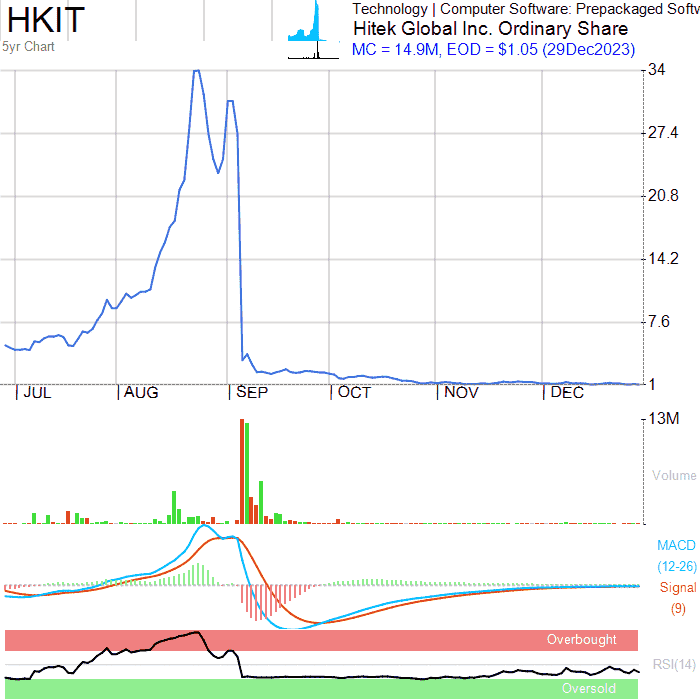 HKIT
5yr Chart
Technology | Computer Software: Prepackaged Softw
Hitek Global Inc. Ordinary Share
MC = 14.9M, EOD = $1.05 (29Dec2023)
34
27.4
20.8
14.2
7.6
1
JUL AUG SEP OCT NOV DEC
13M
Volume
MACD
(12-26)
Signal
(9)
Overbought
RSI(14)
Oversold